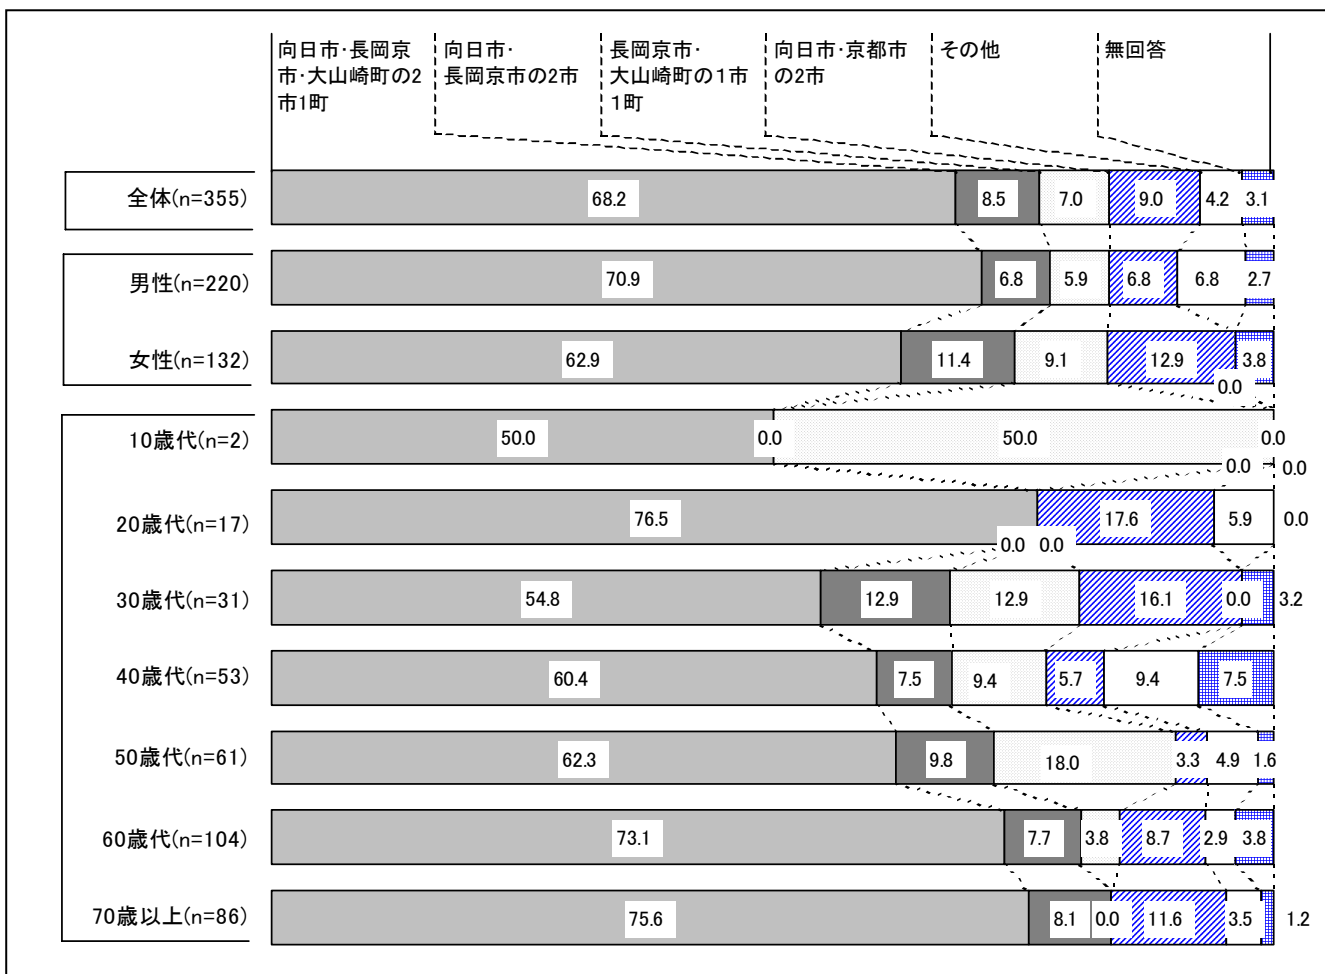 向日市・長岡京
市・大山崎町の2
市1町
向日市・
長岡京市の2市
長岡京市・
大山崎町の1市
1町
向日市・京都市
の2市
その他
無回答
全体(n=355)
68.2
8.5
7.0
9.0
4.2
3.1
男性(n=220)
70.9
6.8
5.9
6.8
6.8
2.7
女性(n=132)
62.9
11.4
9.1
12.9
0.0
3.8
10歳代(n=2)
50.0
0.0
50.0
0.0
0.0
0.0
20歳代(n=17)
76.5
0.0
0.0
17.6
5.9
0.0
30歳代(n=31)
54.8
12.9
12.9
16.1
0.0
3.2
40歳代(n=53)
60.4
7.5
9.4
5.7
9.4
7.5
50歳代(n=61)
62.3
9.8
18.0
3.3
4.9
1.6
60歳代(n=104)
73.1
7.7
3.8
8.7
2.9
3.8
70歳以上(n=86)
75.6
8.1
0.0
11.6
3.5
1.2